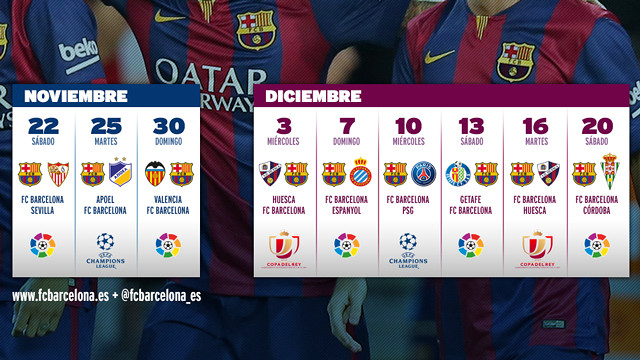 beko
QATAR
AIRWAYS
FCB
FCB
NOVIEMBRE
22
SÁBADO
FC BARCELONA
SEVILLA
25
MARTES
APOEL
FC BARCELONA
CHAMPIONS
LEAGUE
30
DOMINGO
VALENCIA
FC BARCELONA
DICIEMBRE
3
MIÉRCOLES
HUESCA
FC BARCELONA
COPA DEL REY
7
DOMINGO
FC BARCELONA
ESPANYOL
10
MIÉRCOLES
FC BARCELONA
PSG
CHAMPIONS
LEAGUE
13
SÁBADO
GETAFE
FC BARCELONA
16
MARTES
FC BARCELONA
HUESCA
COPA DEL REY
20
SÁBADO
FC BARCELONA
CÓRDOBA
www.fcbarcelona.es + @fcbarcelona_es